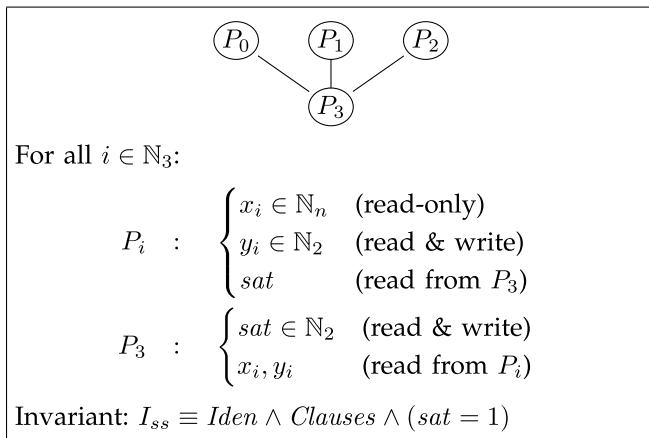 P₀ P₁ P₂
P₃
For all i ∈ ℕ₃:
xᵢ ∈ ℕₙ (read-only)
Pᵢ : { yᵢ ∈ ℕ₂ (read & write)
sat (read from P₃)
P₃ : { sat ∈ ℕ₂ (read & write)
xᵢ, yᵢ (read from Pᵢ)
Invariant: Iₛₛ ≡ Iden ∧ Clauses ∧ (sat = 1)